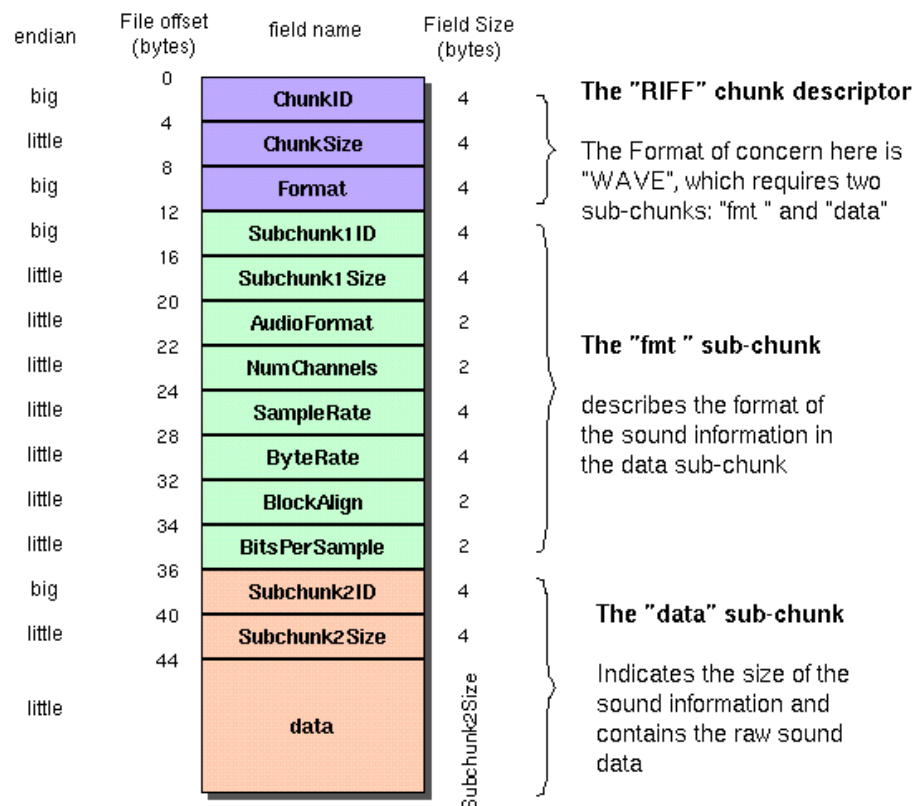 endian
File offset
(bytes)
field name
Field Size
(bytes)
0
big
ChunkID
4
The "RIFF" chunk descriptor
4
little
ChunkSize
4
The Format of concern here is
"WAVE", which requires two
sub-chunks: "fmt " and "data"
8
big
Format
4
12
big
Subchunk1ID
4
16
little
Subchunk1Size
4
20
little
AudioFormat
2
The "fmt " sub-chunk
22
little
NumChannels
2
describes the format of
the sound information in
the data sub-chunk
24
little
SampleRate
4
28
little
ByteRate
4
32
little
BlockAlign
2
34
little
BitsPerSample
2
36
big
Subchunk2ID
4
The "data" sub-chunk
40
little
Subchunk2Size
4
44
little
data
Subchunk2Size
Indicates the size of the
sound information and
contains the raw sound
data